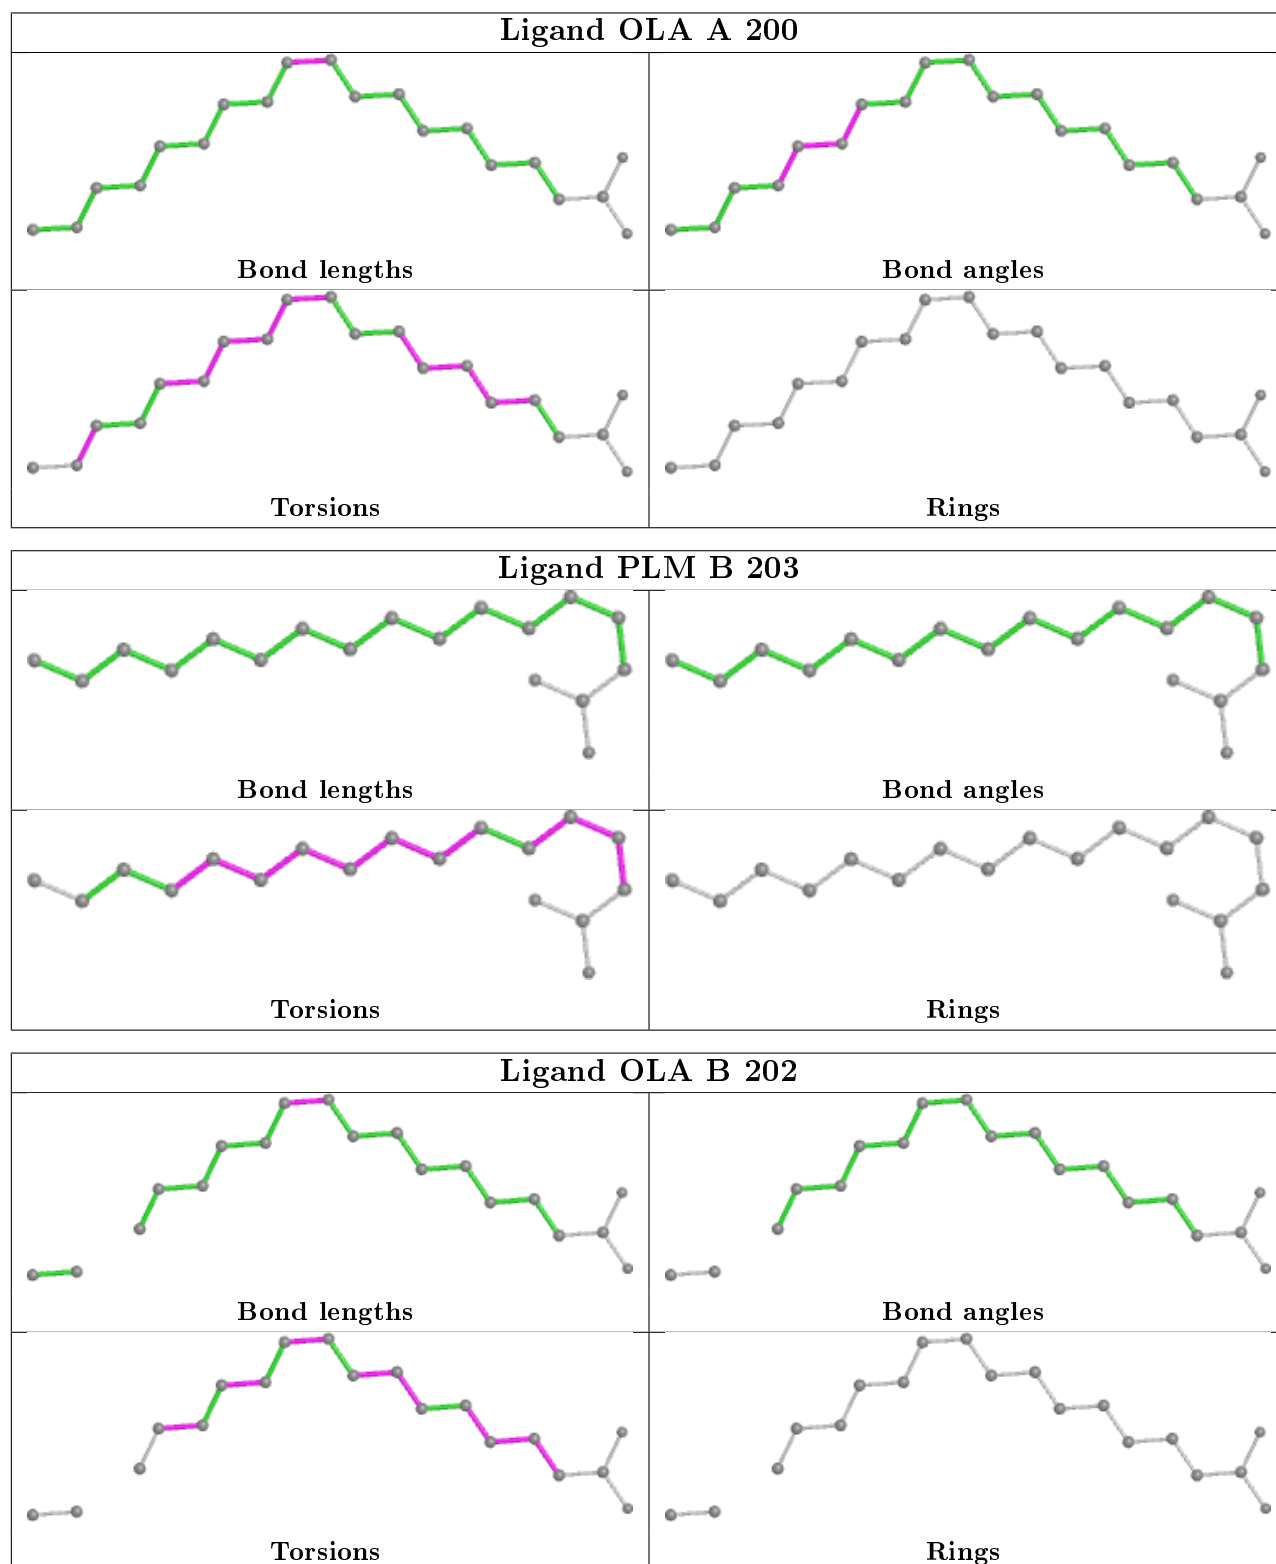 Ligand OLA A 200
Bond lengths
Bond angles
Torsions
Rings
Ligand PLM B 203
Bond lengths
Bond angles
Torsions
Rings
Ligand OLA B 202
Bond lengths
Bond angles
Torsions
Rings